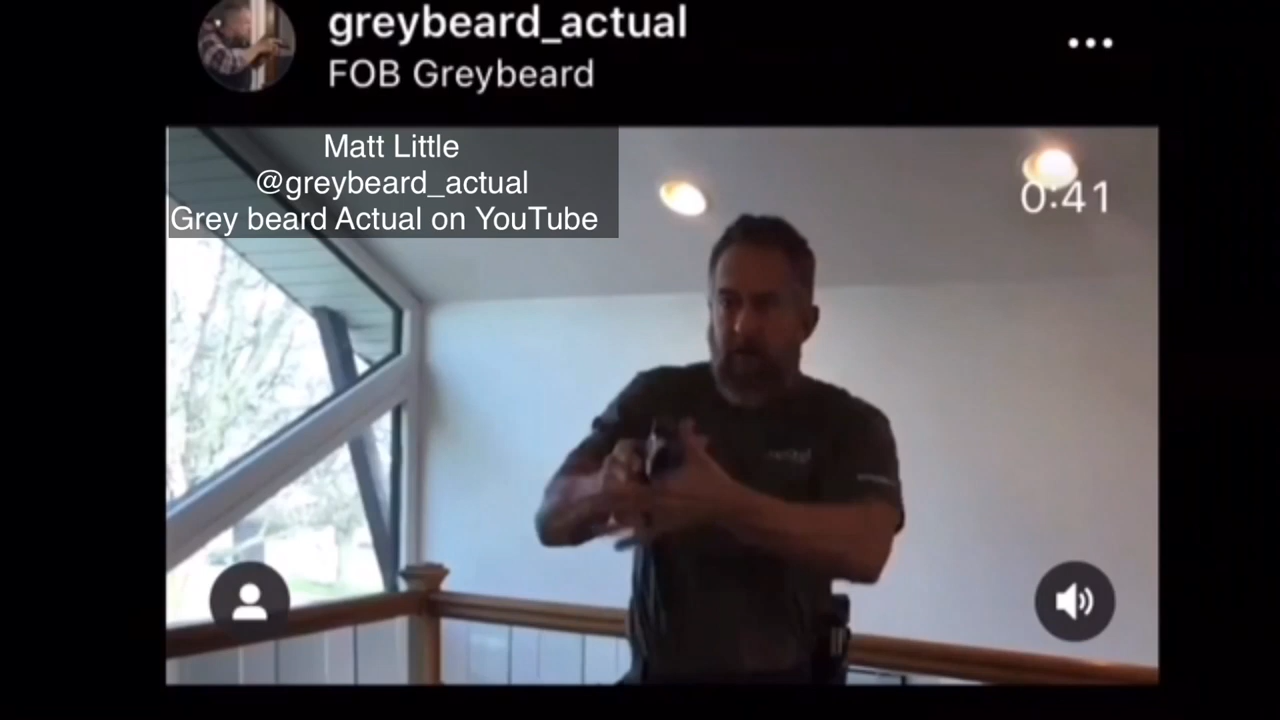 greybeard_actual
FOB Greybeard
Matt Little
@greybeard_actual
Grey beard Actual on YouTube
0:41